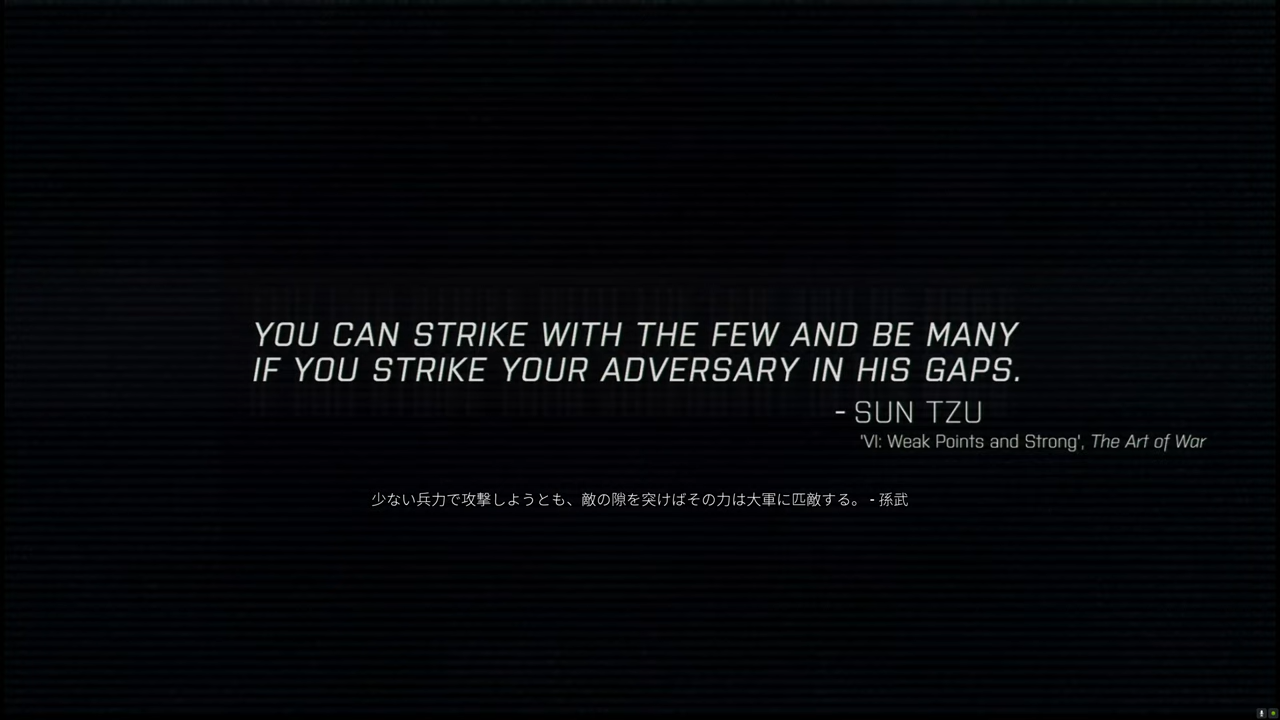 YOU CAN STRIKE WITH THE FEW AND BE MANY
IF YOU STRIKE YOUR ADVERSARY IN HIS GAPS.
- SUN TZU
'VI: Weak Points and Strong', The Art of War
少ない兵力で攻撃しようとも、敵の隙を突けばその力は大軍に匹敵する。 - 孫武